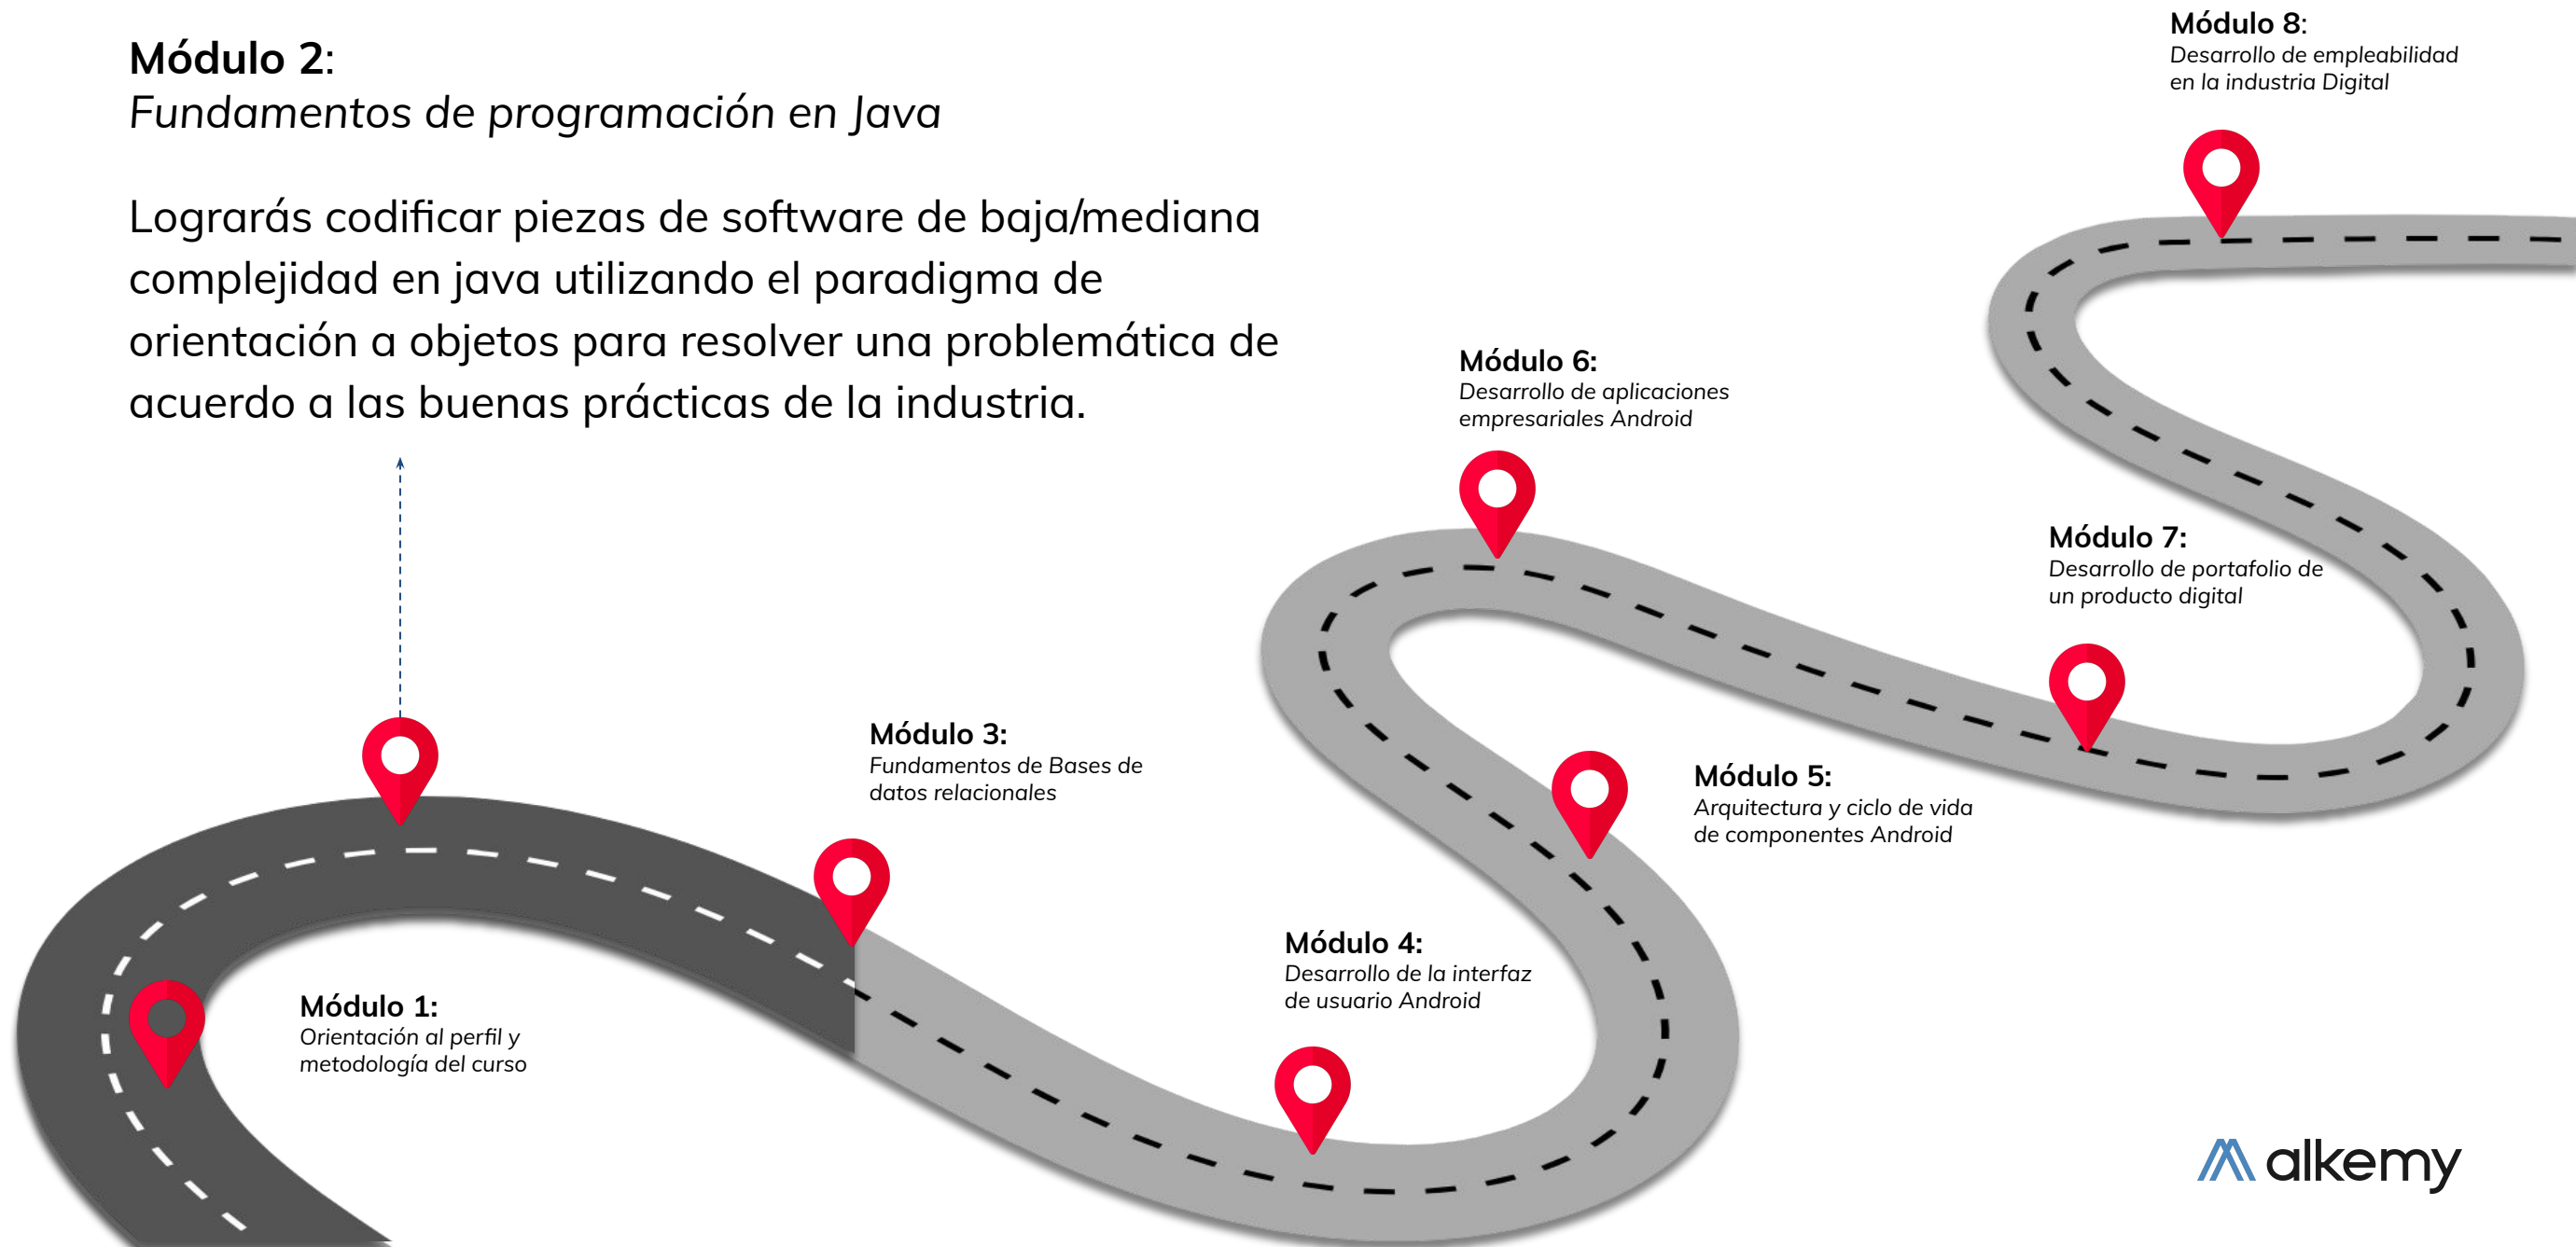 Módulo 2:
Fundamentos de programación en Java
Lograrás codificar piezas de software de baja/mediana
complejidad en java utilizando el paradigma de
orientación a objetos para resolver una problemática de
acuerdo a las buenas prácticas de la industria.
Módulo 1:
Orientación al perfil y
metodología del curso
Módulo 3:
Fundamentos de Bases de
datos relacionales
Módulo 4:
Desarrollo de la interfaz
de usuario Android
Módulo 5:
Arquitectura y ciclo de vida
de componentes Android
Módulo 6:
Desarrollo de aplicaciones
empresariales Android
Módulo 7:
Desarrollo de portafolio de
un producto digital
Módulo 8:
Desarrollo de empleabilidad
en la industria Digital
alkemy